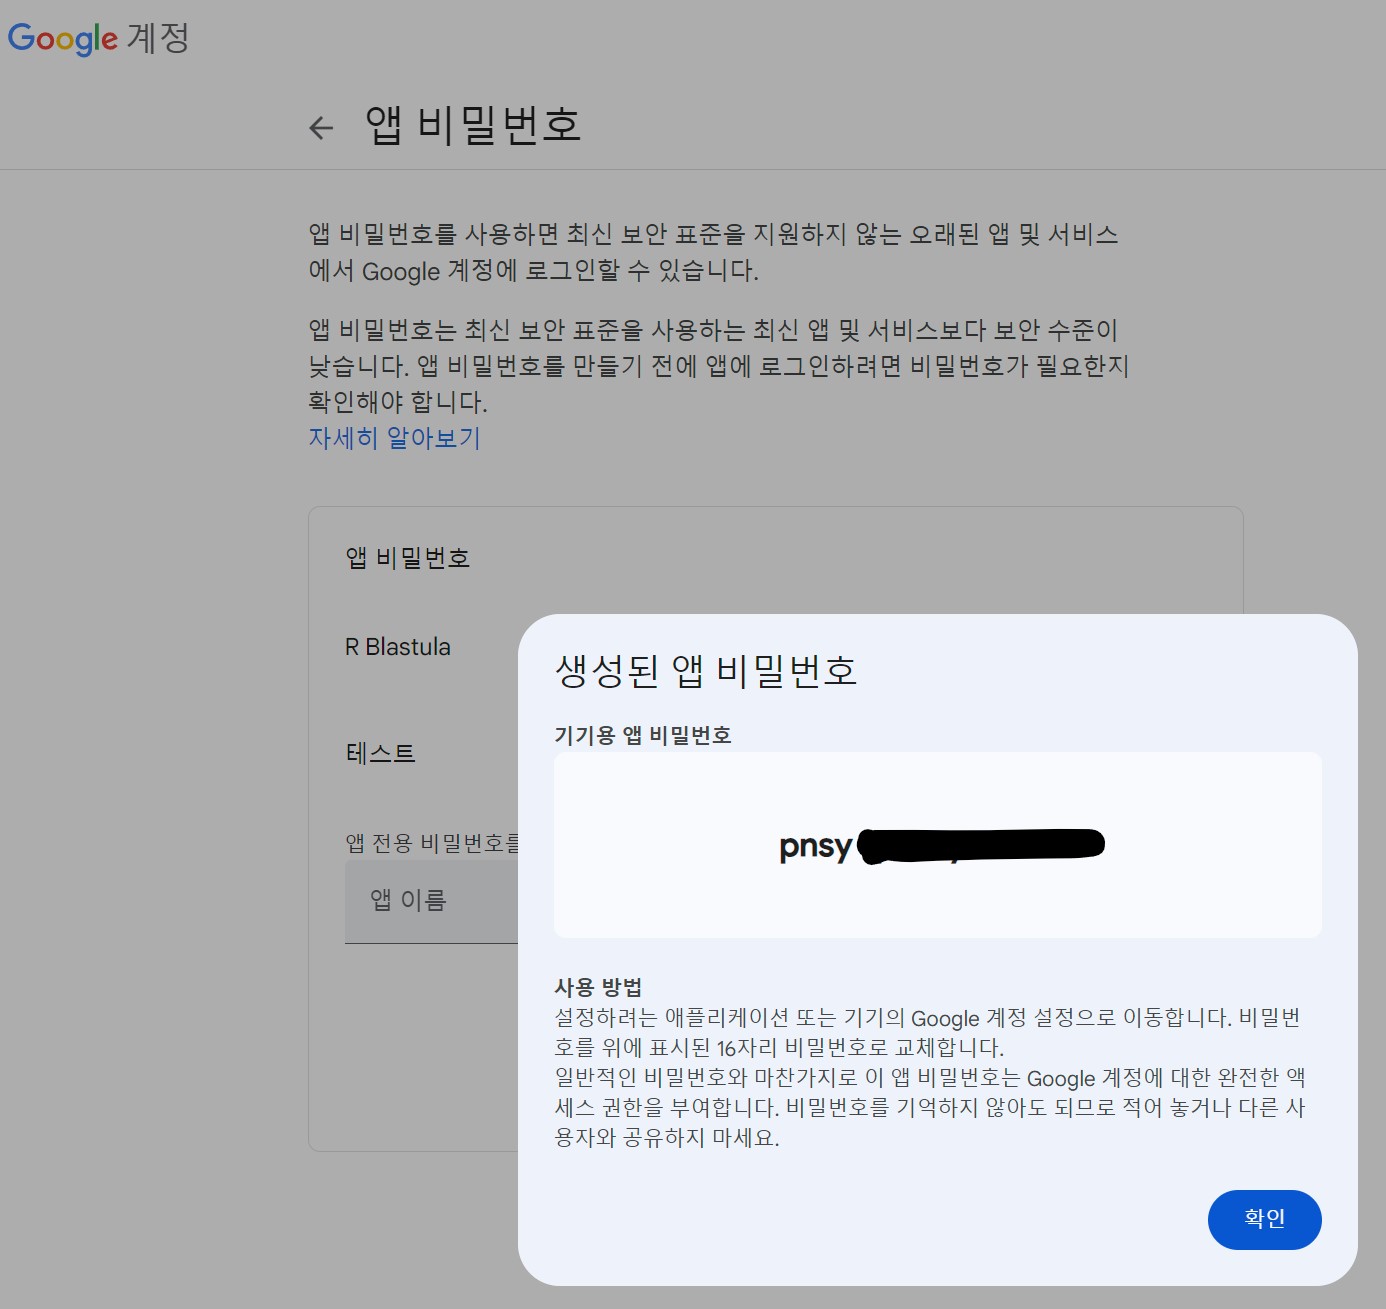 Google 계정
앱 비밀번호
앱 비밀번호를 사용하면 최신 보안 표준을 지원하지 않는 오래된 앱 및 서비스
에서 Google 계정에 로그인할 수 있습니다.
앱 비밀번호는 최신 보안 표준을 사용하는 최신 앱 및 서비스보다 보안 수준이
낮습니다. 앱 비밀번호를 만들기 전에 앱에 로그인하려면 비밀번호가 필요한지
확인해야 합니다.
자세히 알아보기
앱 비밀번호
R Blastula
테스트
앱 전용 비밀번호를
앱 이름
생성된 앱 비밀번호
기기용 앱 비밀번호
pnsy
사용 방법
설정하려는 애플리케이션 또는 기기의 Google 계정 설정으로 이동합니다. 비밀번
호를 위에 표시된 16자리 비밀번호로 교체합니다.
일반적인 비밀번호와 마찬가지로 이 앱 비밀번호는 Google 계정에 대한 완전한 액
세스 권한을 부여합니다. 비밀번호를 기억하지 않아도 되므로 적어 놓거나 다른 사
용자와 공유하지 마세요.
확인